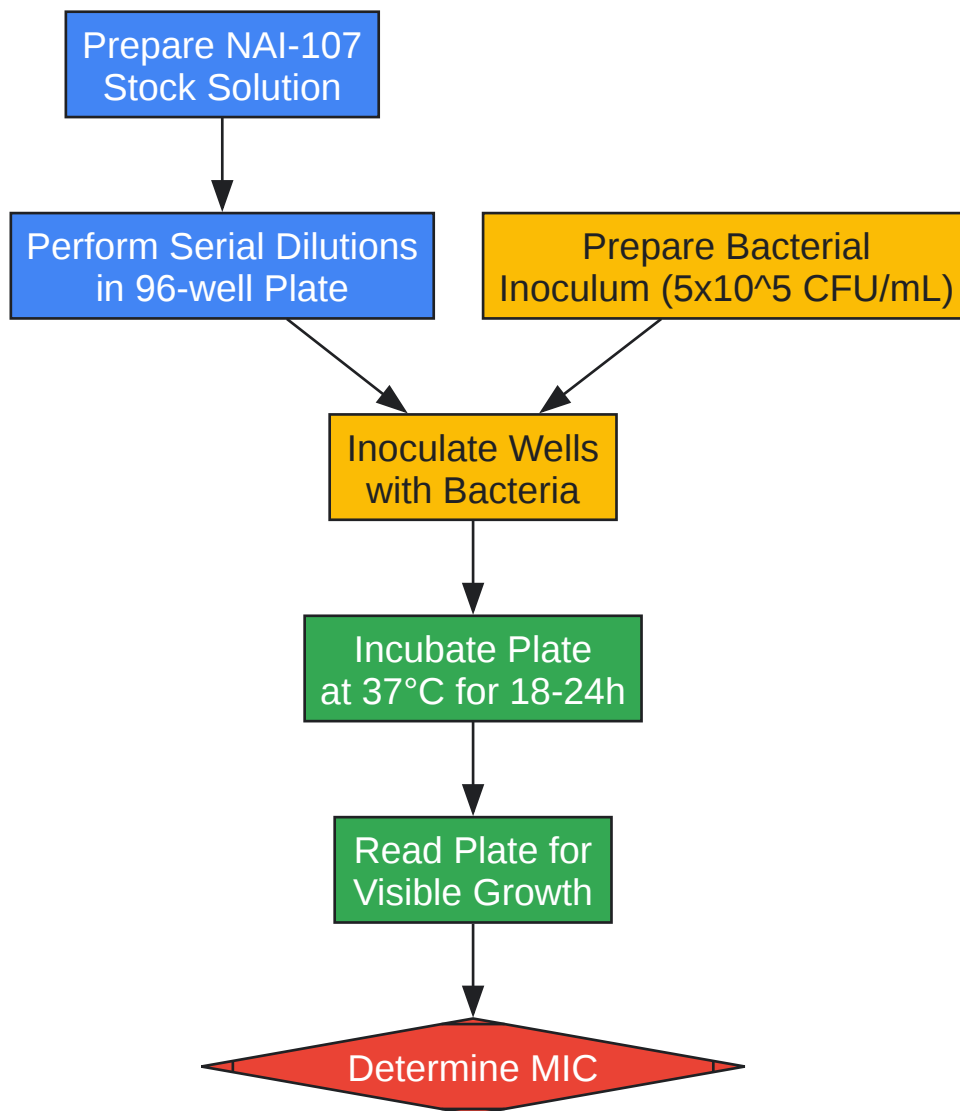 Prepare NAI-107
Stock Solution
Perform Serial Dilutions
in 96-well Plate
Prepare Bacterial
Inoculum (5x10^5 CFU/mL)
Inoculate Wells
with Bacteria
Incubate Plate
at 37°C for 18-24h
Read Plate for
Visible Growth
Determine MIC